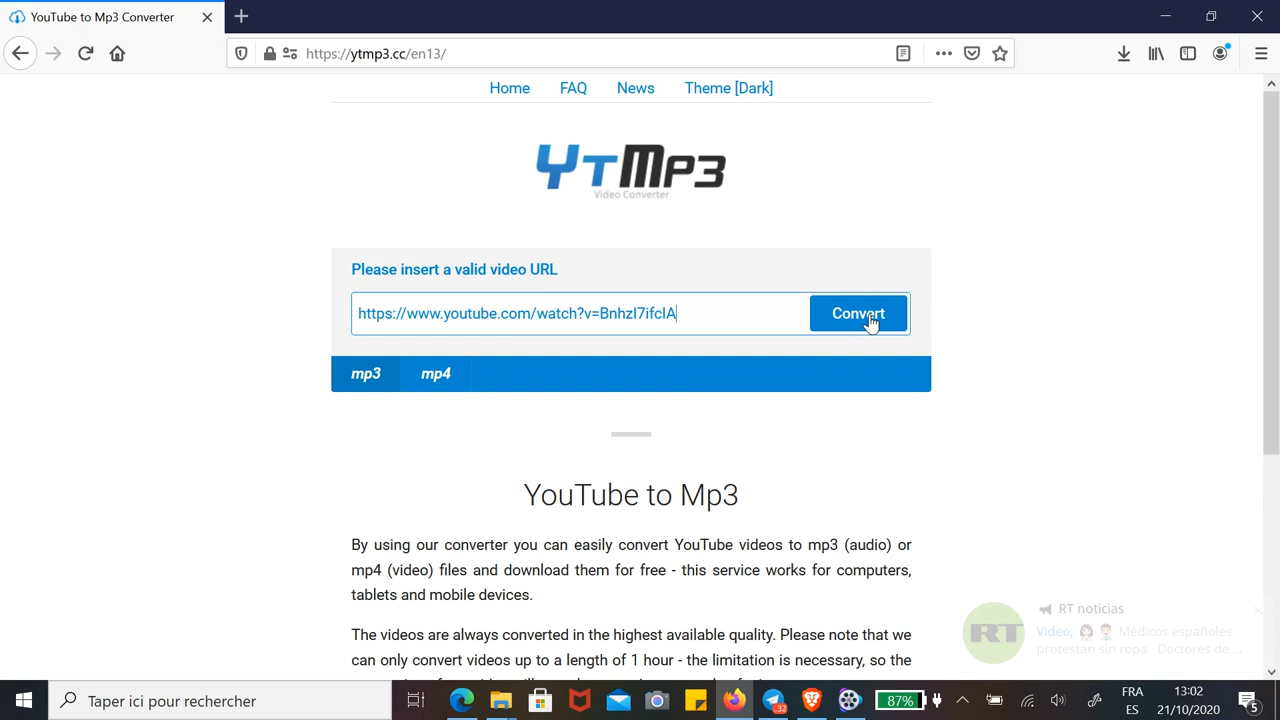 YouTube to Mp3 Converter
https://ytmp3.cc/en13/
Home FAQ News Theme [Dark]
YTMP3
Video Converter
Please insert a valid video URL
https://www.youtube.com/watch?v=BnhzI7ifcIA
Convert
mp3 mp4
YouTube to Mp3
By using our converter you can easily convert YouTube videos to mp3 (audio) or
mp4 (video) files and download them for free - this service works for computers,
tablets and mobile devices.
The videos are always converted in the highest available quality. Please note that we
can only convert videos up to a length of 1 hour - the limitation is necessary, so the
RT noticias
RT
Video, Médicos españoles
protestan sin ropa Doctores de ...
Taper ici pour rechercher
32
87%
FRA
ES
13:02
21/10/2020
5